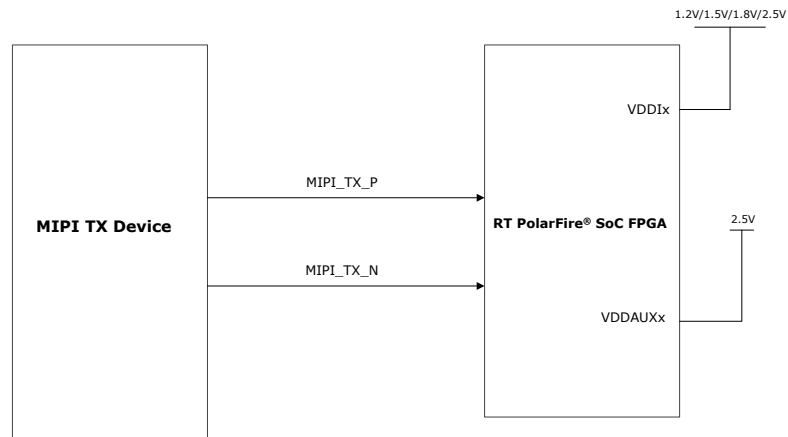 1.2V/1.5V/1.8V/2.5V
VDDIx
MIPI_TX_P
MIPI TX Device
RT PolarFire® SoC FPGA
2.5V
MIPI_TX_N
VDDAUXx